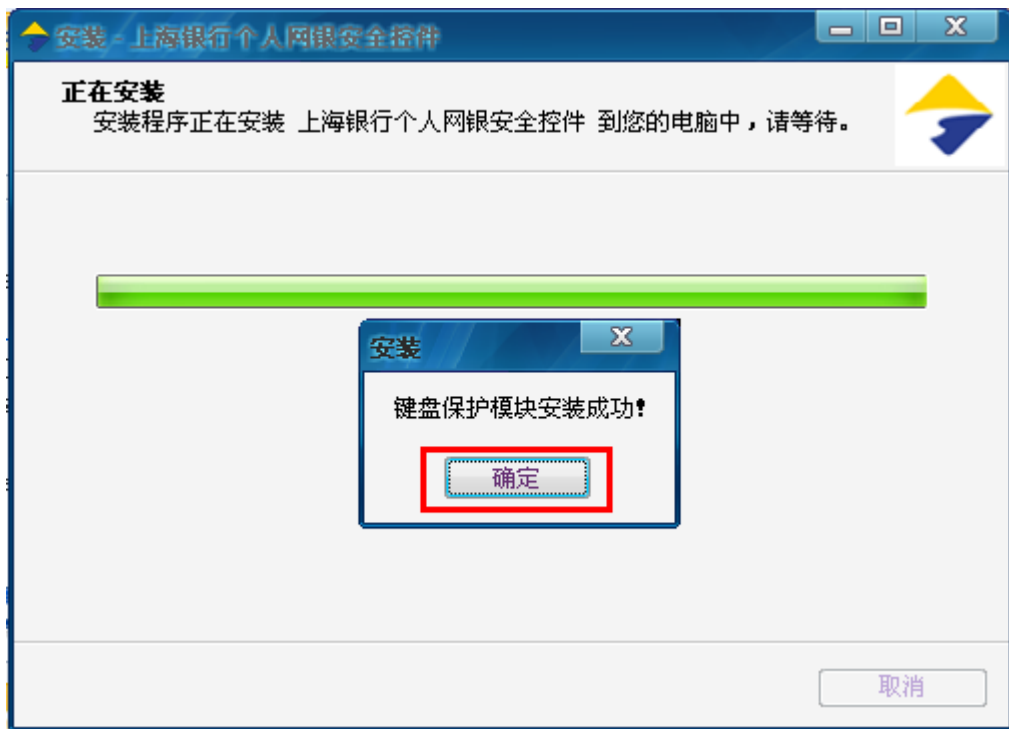 安装 - 上海银行个人网银安全控件
正在安装
安装程序正在安装 上海银行个人网银安全控件 到您的电脑中，请等待。
安装
键盘保护模块安装成功！
确定
取消